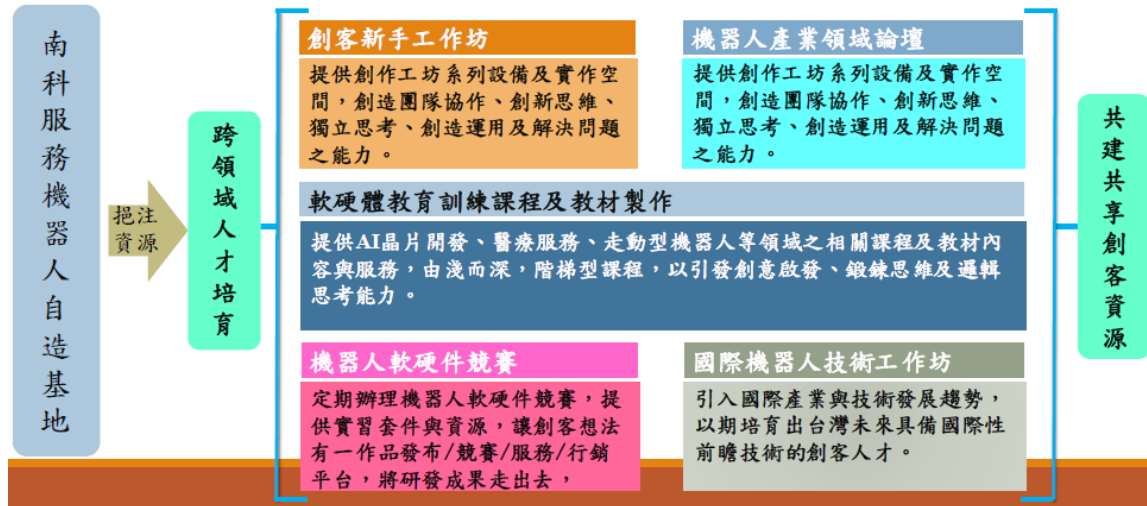 南科服務機器人自造基地
挹注
資源
跨領域人才培育
創客新手工作坊
提供創作工坊系列設備及實作空
間，創造團隊協作、創新思維、
獨立思考、創造運用及解決問題
之能力。
機器人產業領域論壇
提供創作工坊系列設備及實作空
間，創造團隊協作、創新思維、
獨立思考、創造運用及解決問題
之能力。
軟硬體教育訓練課程及教材製作
提供AI晶片開發、醫療服務、走動型機器人等領域之相關課程及教材內
容與服務，由淺而深，階梯型課程，以引發創意啟發、鍛鍊思維及邏輯
思考能力。
機器人軟硬件競賽
定期辦理機器人軟硬件競賽，提
供實習套件與資源，讓創客想法
有一作品發布/競賽/服務/行銷
平台，將研發成果走出去，
國際機器人技術工作坊
引入國際產業與技術發展趨勢，
以期培育出台灣未來具備國際性
前瞻技術的創客人才。
共建共享創客資源